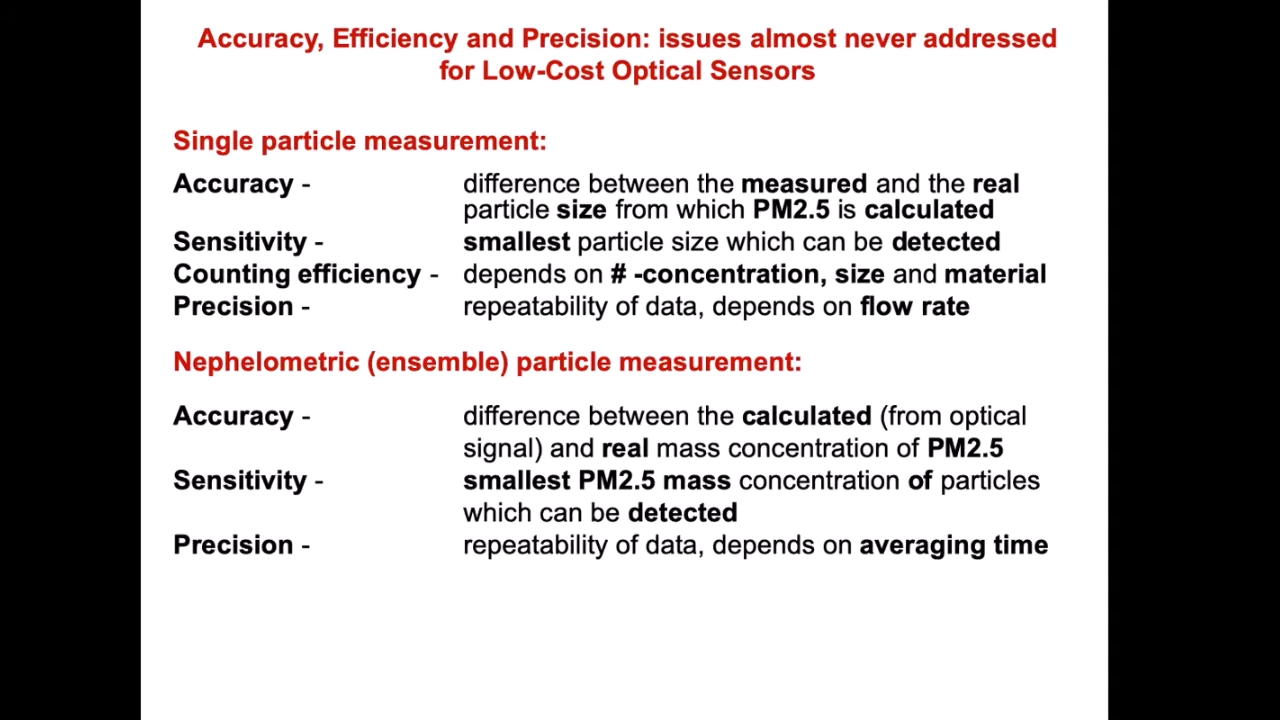 Accuracy, Efficiency and Precision: issues almost never addressed
for Low-Cost Optical Sensors
Single particle measurement:
Accuracy - difference between the measured and the real
particle size from which PM2.5 is calculated
Sensitivity - smallest particle size which can be detected
Counting efficiency - depends on # -concentration, size and material
Precision - repeatability of data, depends on flow rate
Nephelometric (ensemble) particle measurement:
Accuracy - difference between the calculated (from optical
signal) and real mass concentration of PM2.5
Sensitivity - smallest PM2.5 mass concentration of particles
which can be detected
Precision - repeatability of data, depends on averaging time